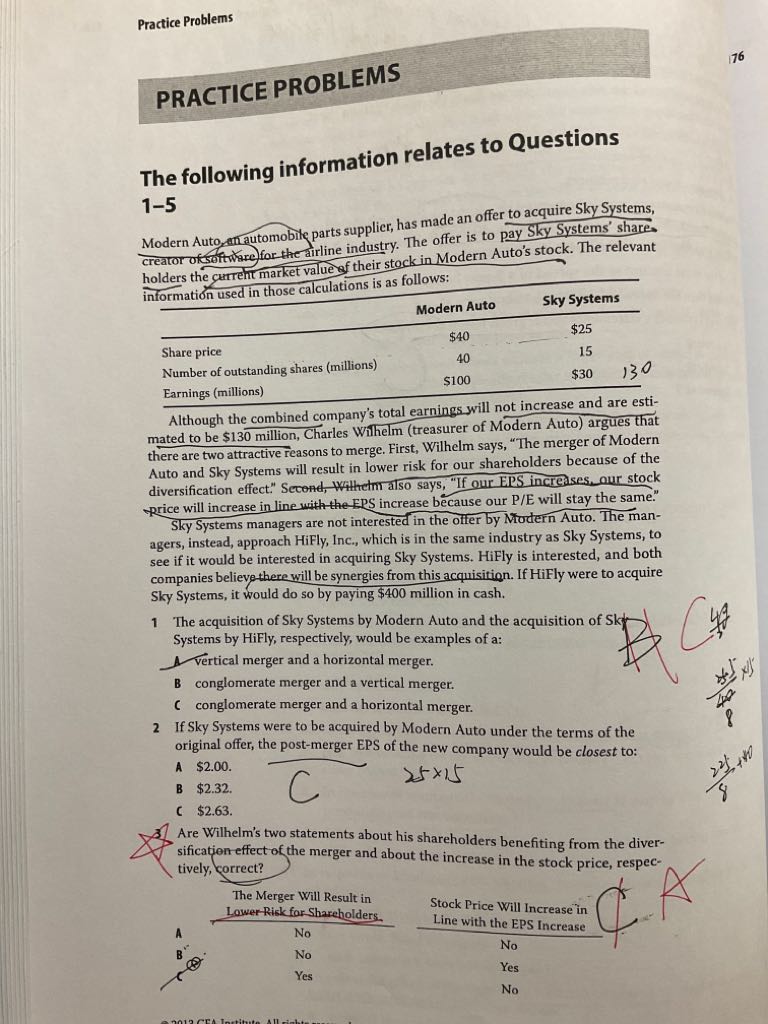 Practice Problems
176
PRACTICE PROBLEMS
The following information relates to Questions
1–5
Modern Auto, an automobile parts supplier, has made an offer to acquire Sky Systems,
creator of software for the airline industry. The offer is to pay Sky Systems' share-
holders the current market value of their stock in Modern Auto's stock. The relevant
information used in those calculations is as follows:
Modern Auto Sky Systems
Share price $40 $25
Number of outstanding shares (millions) 40 15
Earnings (millions) $100 $30 130
Although the combined company's total earnings will not increase and are esti-
mated to be $130 million, Charles Wilhelm (treasurer of Modern Auto) argues that
there are two attractive reasons to merge. First, Wilhelm says, "The merger of Modern
Auto and Sky Systems will result in lower risk for our shareholders because of the
diversification effect." Second, Wilhelm also says, "If our EPS increases, our stock
price will increase in line with the EPS increase because our P/E will stay the same."
Sky Systems managers are not interested in the offer by Modern Auto. The man-
agers, instead, approach HiFly, Inc., which is in the same industry as Sky Systems, to
see if it would be interested in acquiring Sky Systems. HiFly is interested, and both
companies believe there will be synergies from this acquisition. If HiFly were to acquire
Sky Systems, it would do so by paying $400 million in cash.
1 The acquisition of Sky Systems by Modern Auto and the acquisition of Sky
Systems by HiFly, respectively, would be examples of a:
C
A vertical merger and a horizontal merger.
B conglomerate merger and a vertical merger.
C conglomerate merger and a horizontal merger.
2 If Sky Systems were to be acquired by Modern Auto under the terms of the
original offer, the post-merger EPS of the new company would be closest to:
A $2.00.
B $2.32.
C $2.63.
C
25×15
3 Are Wilhelm's two statements about his shareholders benefiting from the diver-
sification effect of the merger and about the increase in the stock price, respec-
tively, correct?
The Merger Will Result in
Lower Risk for Shareholders
Stock Price Will Increase in
Line with the EPS Increase
C A
A No No
B No Yes
C Yes No
© 2013 CFA Institute. All rights